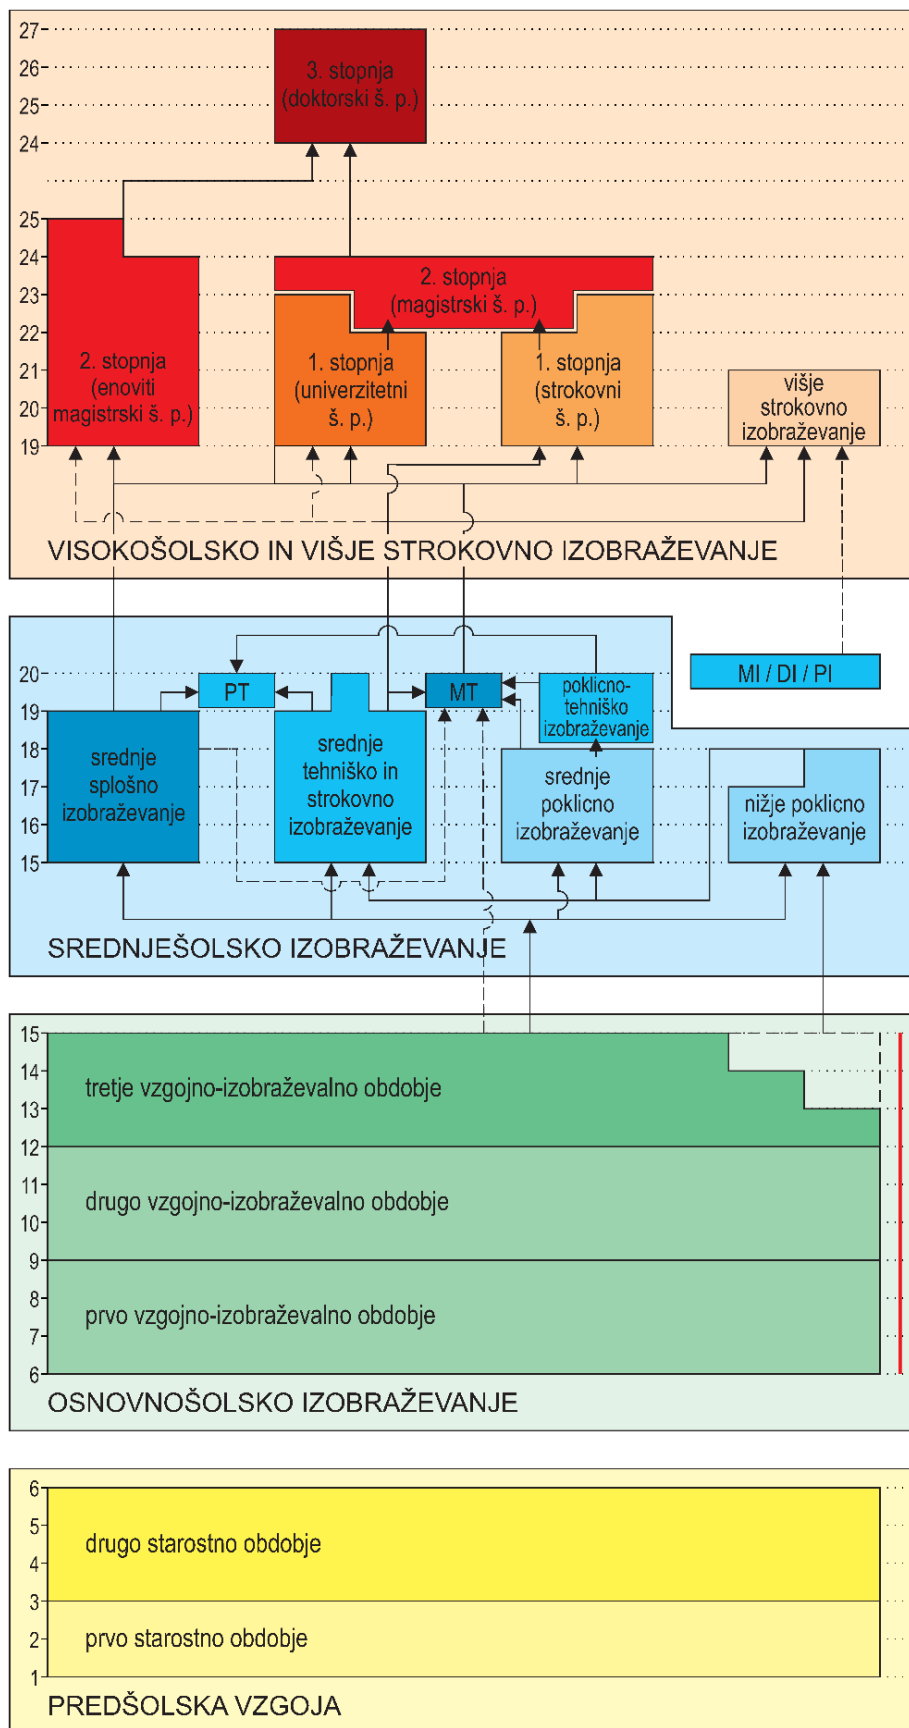 27
26
25
24
3. stopnja
(doktorski š. p.)
25
24
23
22
21
20
19
2. stopnja
(enoviti
magistrski š. p.)
2. stopnja
(magistrski š. p.)
1. stopnja
(univerzitetni
š. p.)
1. stopnja
(strokovni
š. p.)
višje
strokovno
izobraževanje
VISOKOŠOLSKO IN VIŠJE STROKOVNO IZOBRAŽEVANJE
MI / DI / PI
20
19
18
17
16
15
PT
MT
poklicno-
tehniško
izobraževanje
srednje
splošno
izobraževanje
srednje
tehniško in
strokovno
izobraževanje
srednje
poklicno
izobraževanje
nižje poklicno
izobraževanje
SREDNJEŠOLSKO IZOBRAŽEVANJE
15
14
13
12
11
10
9
8
7
6
tretje vzgojno-izobraževalno obdobje
drugo vzgojno-izobraževalno obdobje
prvo vzgojno-izobraževalno obdobje
OSNOVNOŠOLSKO IZOBRAŽEVANJE
6
5
4
3
2
1
drugo starostno obdobje
prvo starostno obdobje
PREDŠOLSKA VZGOJA